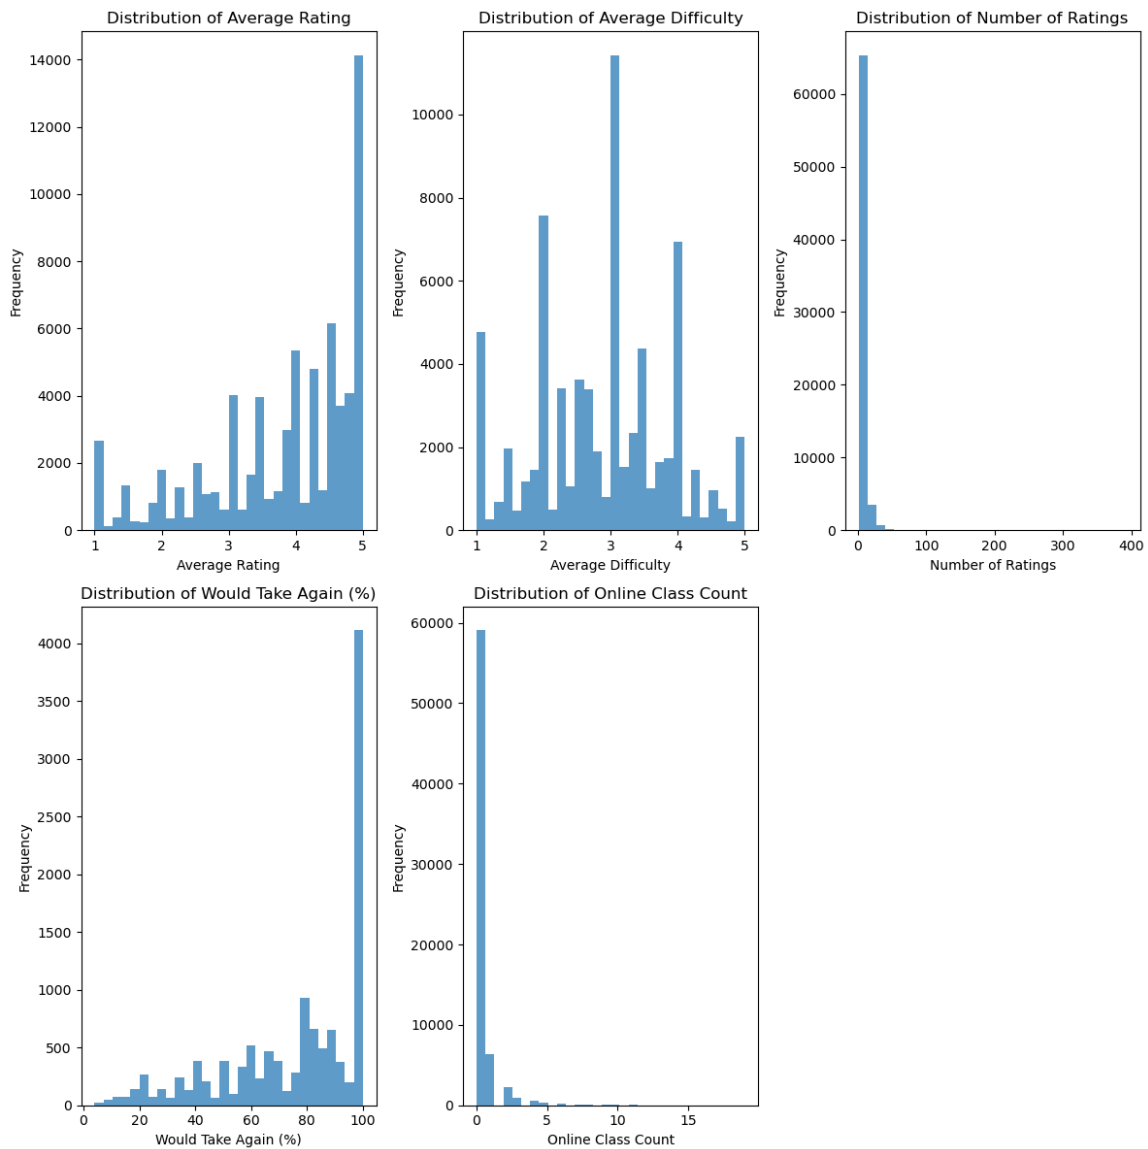 Distribution of Average Rating
14000
12000
10000
8000
6000
4000
2000
0
Frequency
1 2 3 4 5
Average Rating
Distribution of Average Difficulty
10000
8000
6000
4000
2000
0
Frequency
1 2 3 4 5
Average Difficulty
Distribution of Number of Ratings
60000
50000
40000
30000
20000
10000
0
Frequency
0 100 200 300 400
Number of Ratings
Distribution of Would Take Again (%)
4000
3500
3000
2500
2000
1500
1000
500
0
Frequency
0 20 40 60 80 100
Would Take Again (%)
Distribution of Online Class Count
60000
50000
40000
30000
20000
10000
0
Frequency
0 5 10 15
Online Class Count